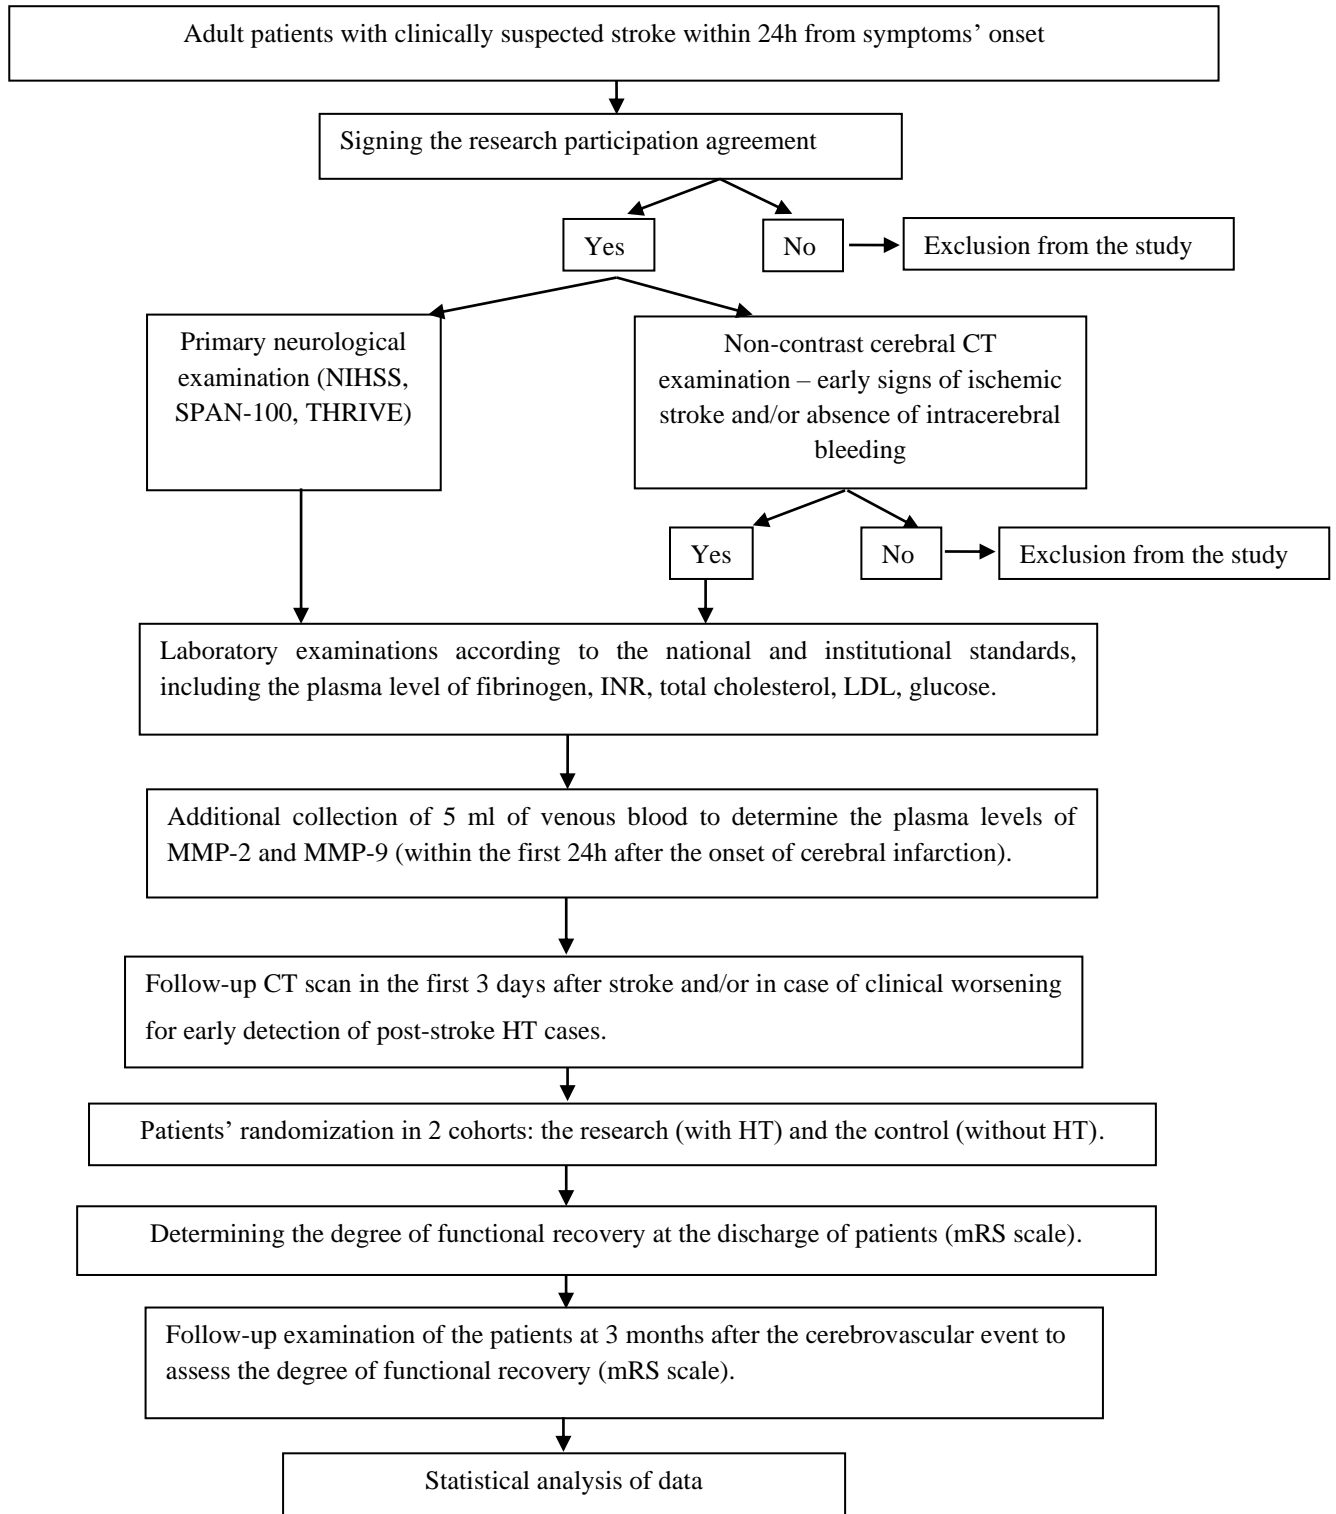 Adult patients with clinically suspected stroke within 24h from symptoms’ onset
Signing the research participation agreement
Yes
No
Exclusion from the study
Primary neurological
examination (NIHSS,
SPAN-100, THRIVE)
Non-contrast cerebral CT
examination – early signs of ischemic
stroke and/or absence of intracerebral
bleeding
Yes
No
Exclusion from the study
Laboratory examinations according to the national and institutional standards,
including the plasma level of fibrinogen, INR, total cholesterol, LDL, glucose.
Additional collection of 5 ml of venous blood to determine the plasma levels of
MMP-2 and MMP-9 (within the first 24h after the onset of cerebral infarction).
Follow-up CT scan in the first 3 days after stroke and/or in case of clinical worsening
for early detection of post-stroke HT cases.
Patients’ randomization in 2 cohorts: the research (with HT) and the control (without HT).
Determining the degree of functional recovery at the discharge of patients (mRS scale).
Follow-up examination of the patients at 3 months after the cerebrovascular event to
assess the degree of functional recovery (mRS scale).
Statistical analysis of data